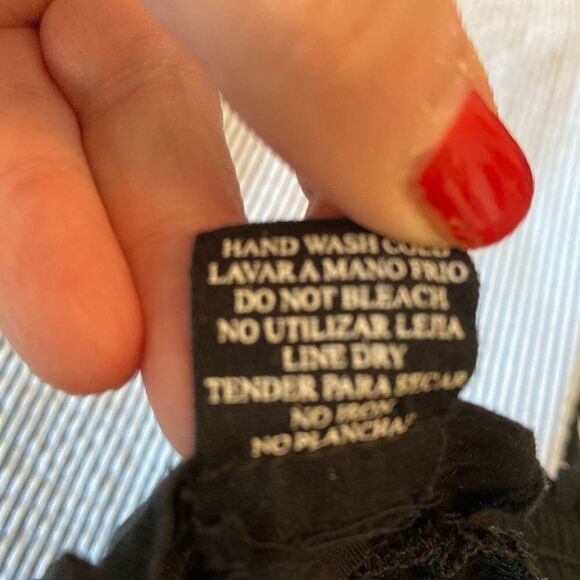 HAND WASH COLD
LAVAR A MANO FRIO
DO NOT BLEACH
NO UTILIZAR LEJIA
LINE DRY
TENDER PARA SECAR
NO IRON
NO PLANCHAR